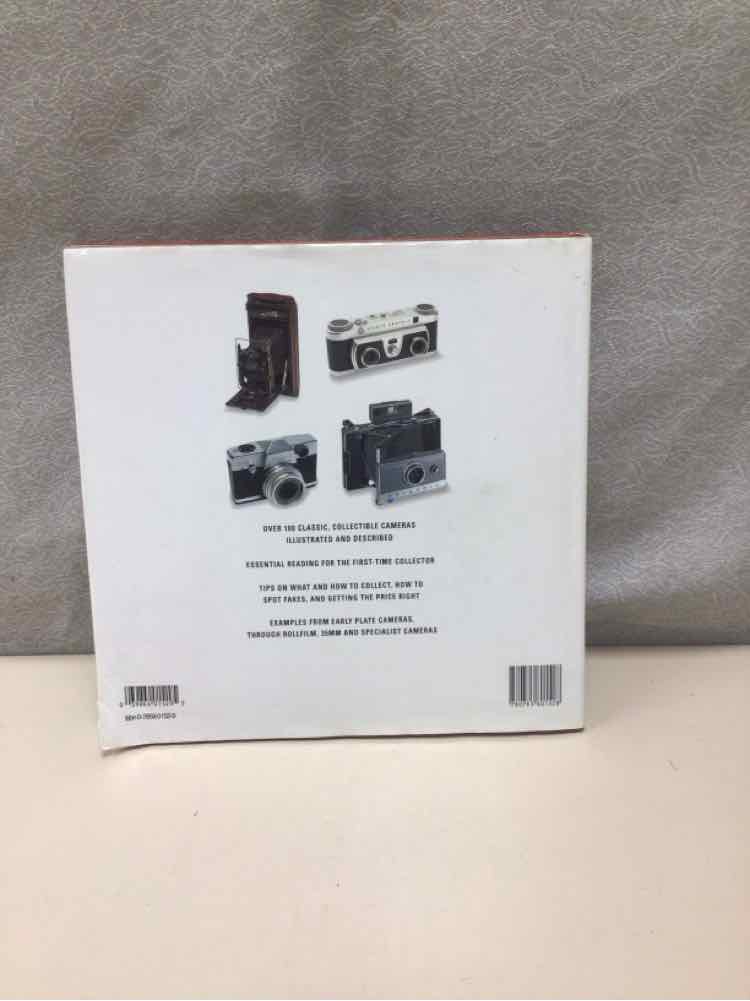 OVER 100 CLASSIC, COLLECTIBLE CAMERAS
ILLUSTRATED AND DESCRIBED
ESSENTIAL READING FOR THE FIRST-TIME COLLECTOR
TIPS ON WHAT AND HOW TO COLLECT, HOW TO
SPOT FAKES, AND GETTING THE PRICE RIGHT
EXAMPLES FROM EARLY PLATE CAMERAS,
THROUGH ROLLFILM, 35MM AND SPECIALIST CAMERAS